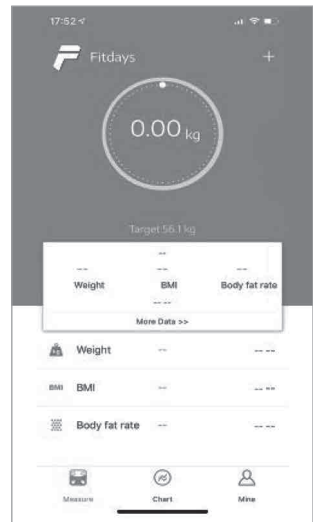 17:52
Fitdays +
0.00 kg
Target 56.1 kg
--
-- -- --
Weight BMI Body fat rate
-- --
More Data >>
Weight -- -- --
BMI BMI -- -- --
Body fat rate -- -- --
Measure Chart Mine